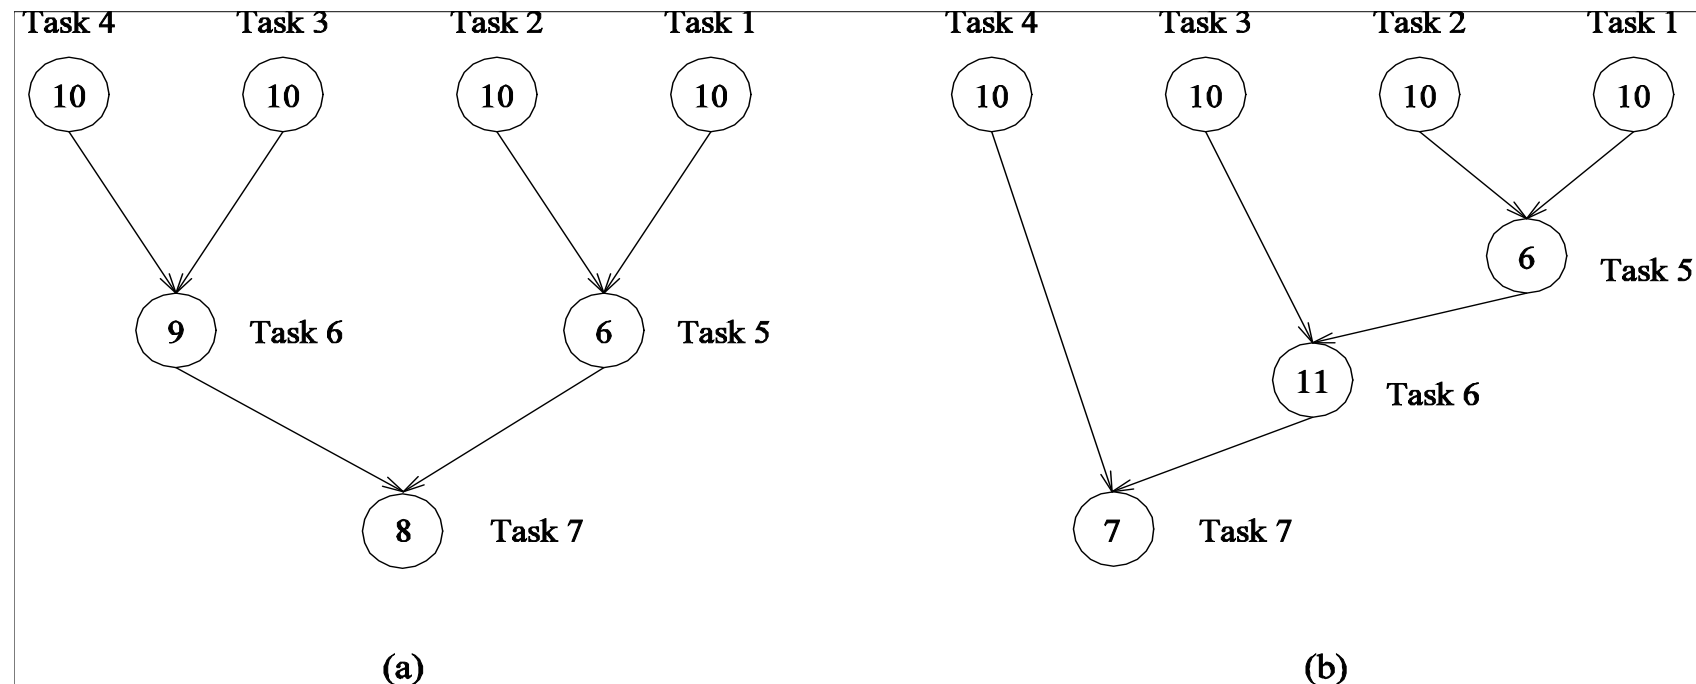 Task 4 Task 3 Task 2 Task 1 Task 4 Task 3 Task 2 Task 1
10 10 10 10 10 10 10 10
6 Task 5
9 Task 6 6 Task 5
11 Task 6
8 Task 7 7 Task 7
(a) (b)